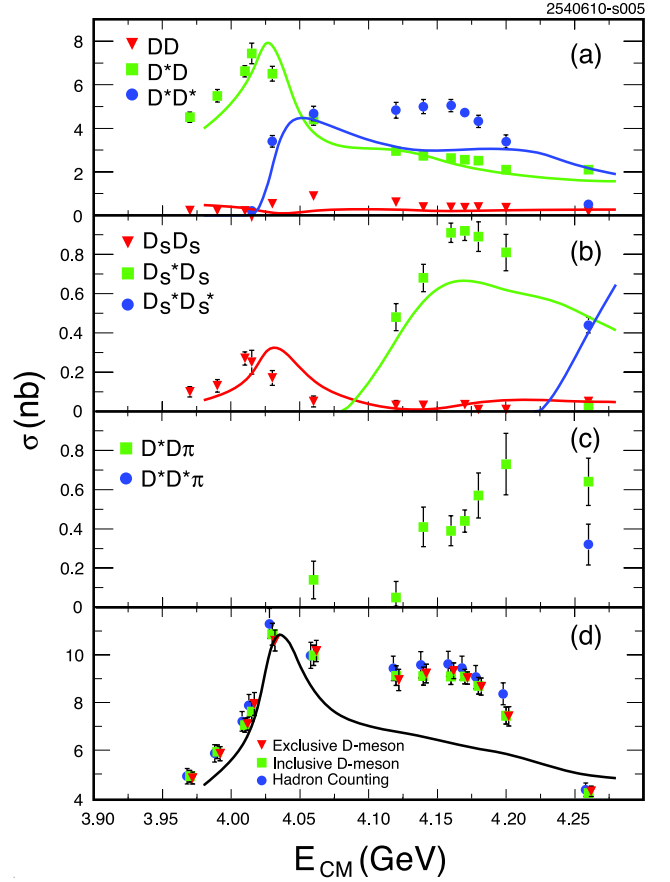 2540610-s005
(a)
DD
D*D
D*D*
8
6
4
2
0
(b)
DsDs
Ds*Ds
Ds*Ds*
0.8
0.6
0.4
0.2
0
(c)
D*Dπ
D*D*π
0.8
0.6
0.4
0.2
0
(d)
10
8
6
4
Exclusive D-meson
Inclusive D-meson
Hadron Counting
3.90 3.95 4.00 4.05 4.10 4.15 4.20 4.25
σ (nb)
E_CM (GeV)